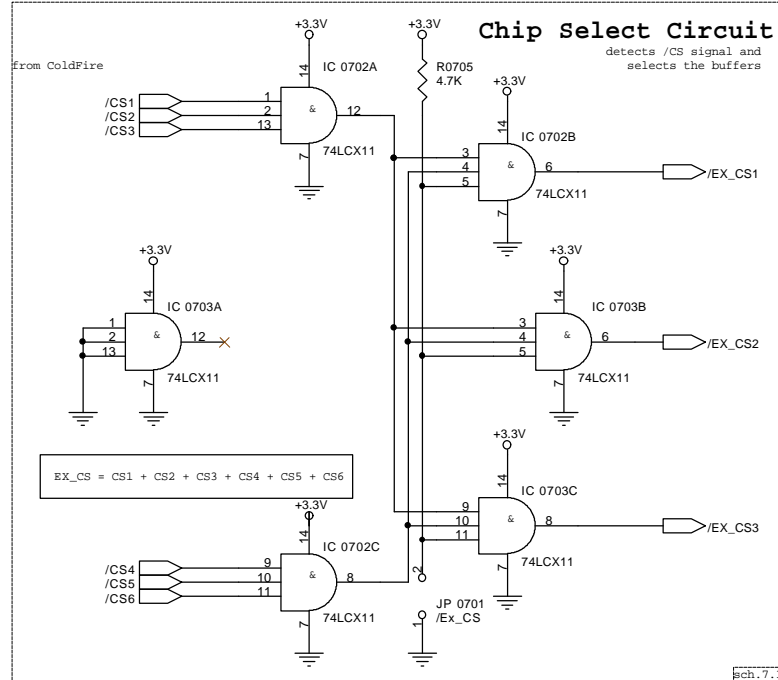 Chip Select Circuit
detects /CS signal and
selects the buffers
from ColdFire
+3.3V
14
IC 0702A
/CS1
/CS2
/CS3
1
2
13
&
12
7
74LCX11
+3.3V
R0705
4.7K
+3.3V
14
IC 0702B
3
4
5
&
6
/EX_CS1
7
74LCX11
+3.3V
14
IC 0703A
1
2
13
&
12
7
74LCX11
+3.3V
14
IC 0703B
3
4
5
&
6
/EX_CS2
7
74LCX11
EX_CS = CS1 + CS2 + CS3 + CS4 + CS5 + CS6
+3.3V
14
IC 0703C
9
10
11
&
8
/EX_CS3
7
74LCX11
+3.3V
14
IC 0702C
/CS4
/CS5
/CS6
9
10
11
&
8
7
74LCX11
2
JP 0701
/Ex_CS
1